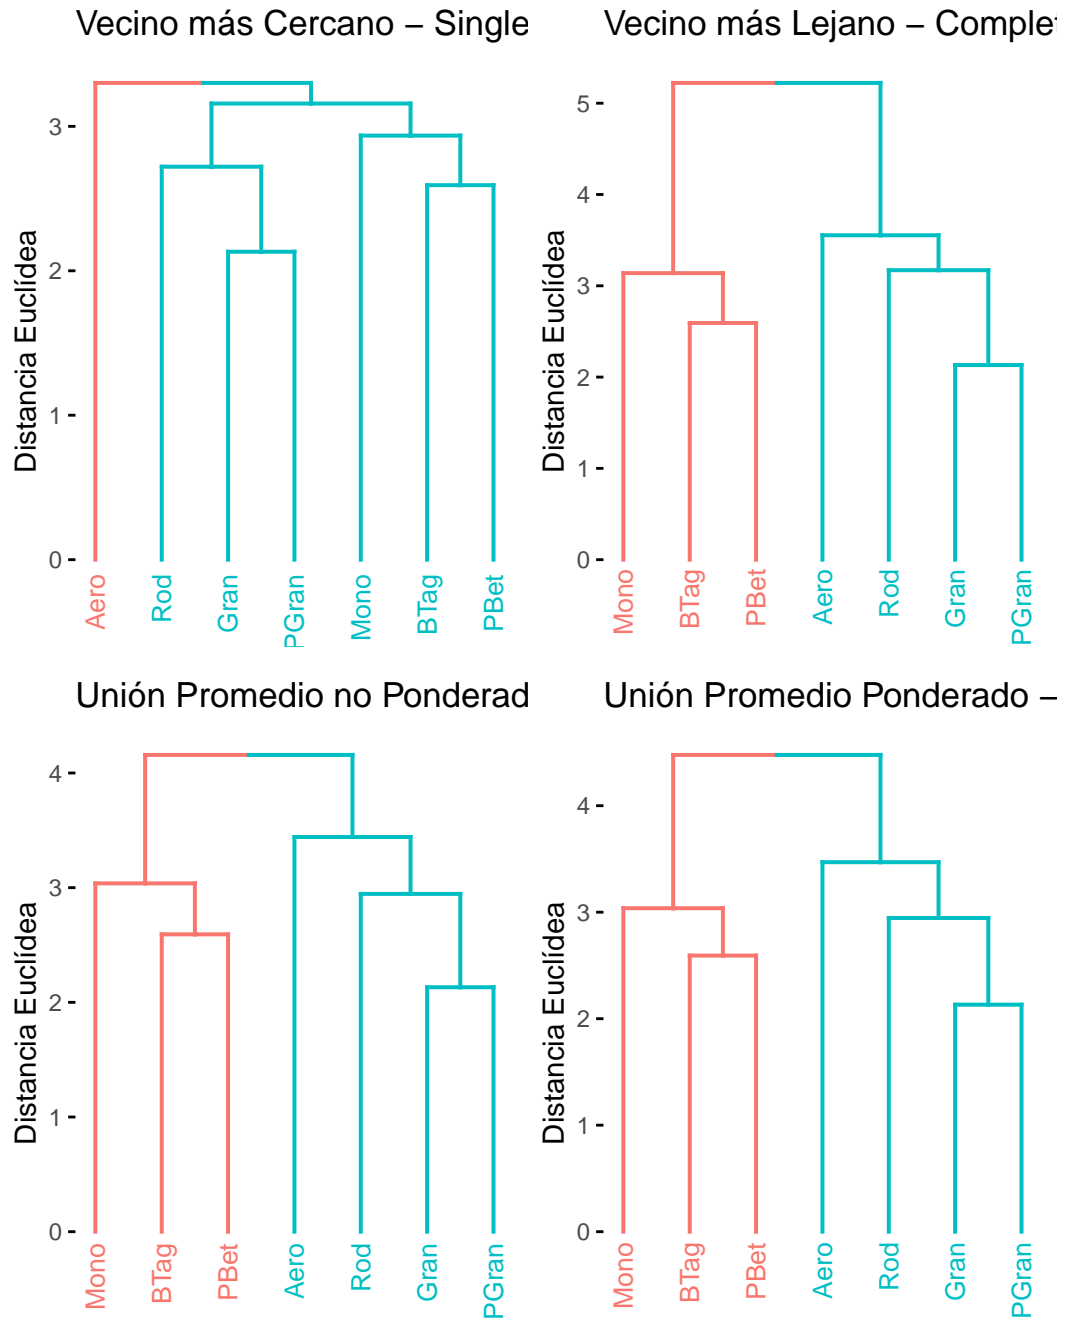 Vecino más Cercano – Single
Distancia Euclídea
3
2
1
0
Aero
Rod
Gran
PGran
Mono
BTag
PBet
Vecino más Lejano – Complet
Distancia Euclídea
5
4
3
2
1
0
Mono
BTag
PBet
Aero
Rod
Gran
PGran
Unión Promedio no Ponderad
Distancia Euclídea
4
3
2
1
0
Mono
BTag
PBet
Aero
Rod
Gran
PGran
Unión Promedio Ponderado –
Distancia Euclídea
4
3
2
1
0
Mono
BTag
PBet
Aero
Rod
Gran
PGran